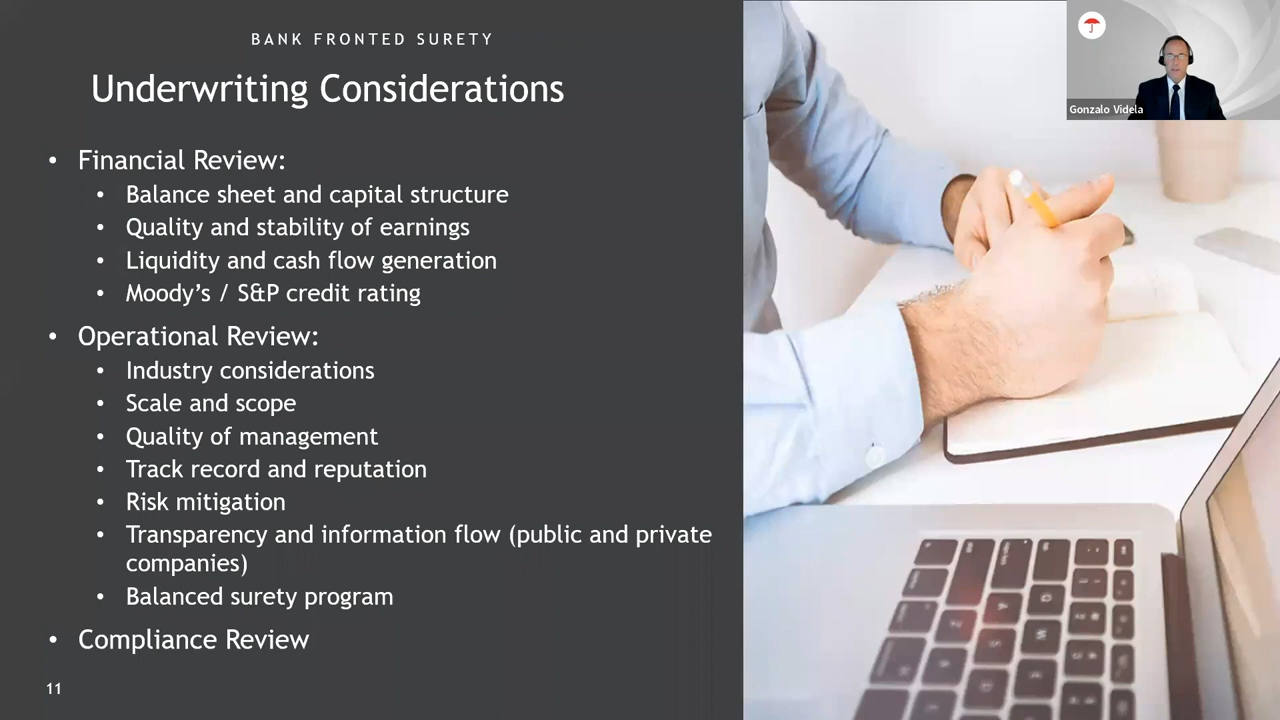 BANK FRONTED SURETY
Underwriting Considerations
• Financial Review:
• Balance sheet and capital structure
• Quality and stability of earnings
• Liquidity and cash flow generation
• Moody's / S&P credit rating
• Operational Review:
• Industry considerations
• Scale and scope
• Quality of management
• Track record and reputation
• Risk mitigation
• Transparency and information flow (public and private
companies)
• Balanced surety program
• Compliance Review
11
Gonzalo Videla